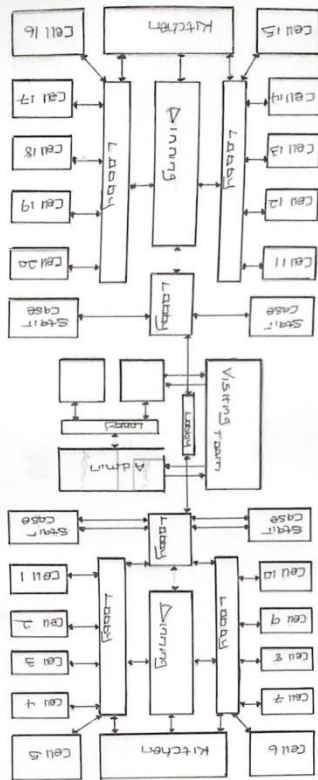 Cell 6
Kitchen
Cell 5
Cell 7
Cell 4
Cell 8
Cell 3
Lobby
Dinning
Lobby
Cell 9
Cell 2
Cell 10
Cell 1
Stair
case
Lobby
Stair
case
Visiting room
Admin
Lobby
Lobby
Stair
case
Lobby
Stair
case
Cell 11
Cell 20
Cell 12
Cell 19
Lobby
Dinning
Lobby
Cell 13
Cell 18
Cell 14
Cell 17
Cell 15
Kitchen
Cell 16